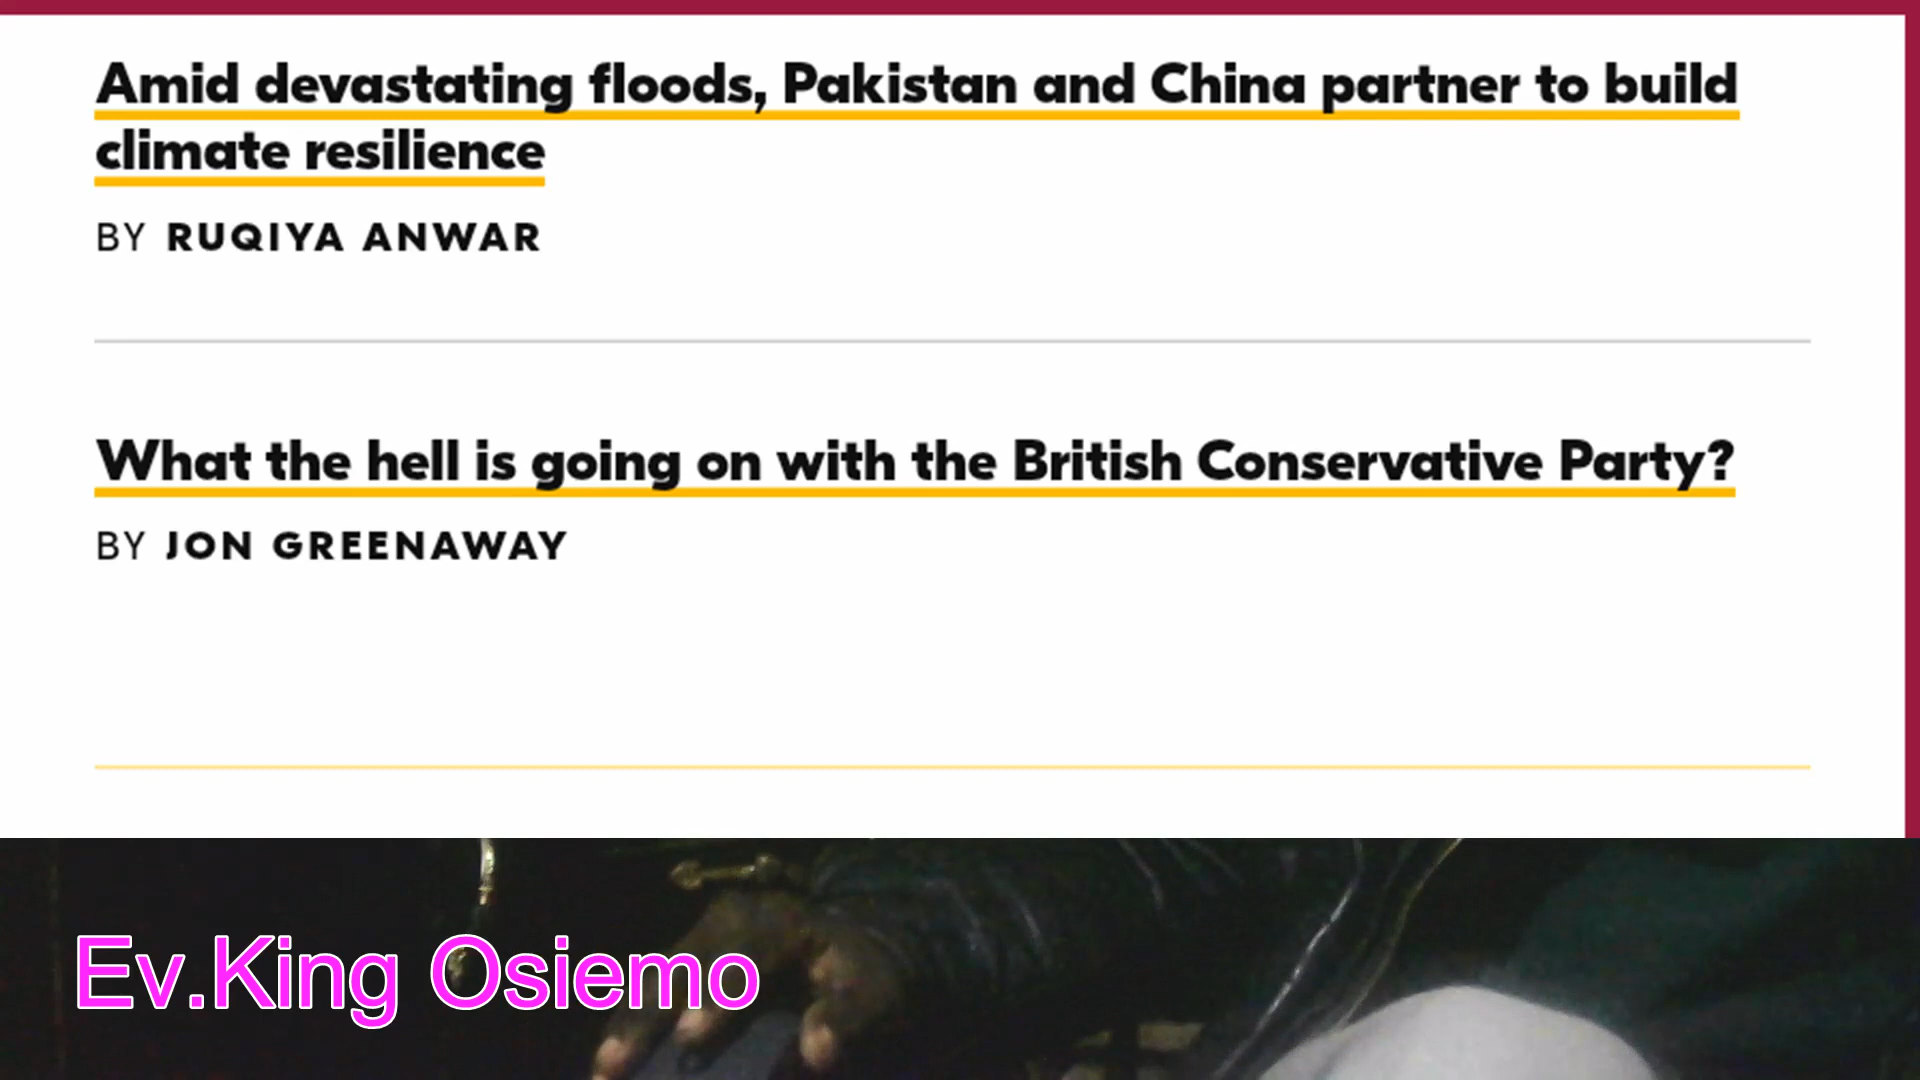 Amid devastating floods, Pakistan and China partner to build
climate resilience
BY RUQIYA ANWAR
What the hell is going on with the British Conservative Party?
BY JON GREENAWAY
Ev.King Osiemo